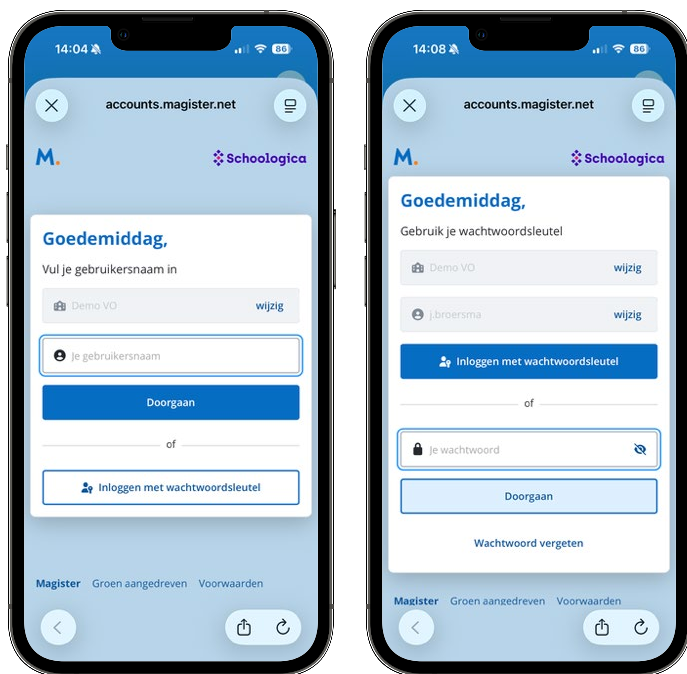 14:04
86
accounts.magister.net
M.
Schoologica
Goedemiddag,
Vul je gebruikersnaam in
Demo VO
wijzig
Je gebruikersnaam
Doorgaan
of
Inloggen met wachtwoordsleutel
Magister Groen aangedreven Voorwaarden
14:08
86
accounts.magister.net
M.
Schoologica
Goedemiddag,
Gebruik je wachtwoordsleutel
Demo VO
wijzig
j.broersma
wijzig
Inloggen met wachtwoordsleutel
of
Je wachtwoord
Doorgaan
Wachtwoord vergeten
Magister Groen aangedreven Voorwaarden